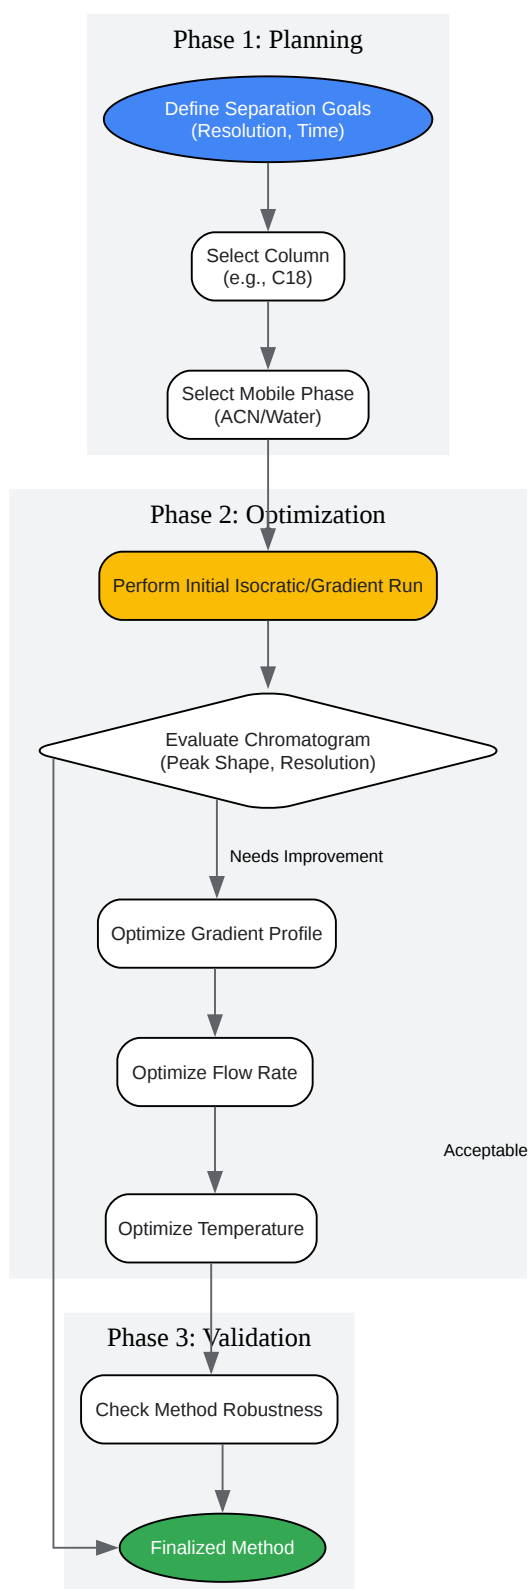 Phase 1: Planning
Define Separation Goals
(Resolution, Time)
Select Column
(e.g., C18)
Select Mobile Phase
(ACN/Water)
Phase 2: Optimization
Perform Initial Isocratic/Gradient Run
Evaluate Chromatogram
(Peak Shape, Resolution)
Needs Improvement
Optimize Gradient Profile
Optimize Flow Rate
Acceptable
Optimize Temperature
Phase 3: Validation
Check Method Robustness
Finalized Method